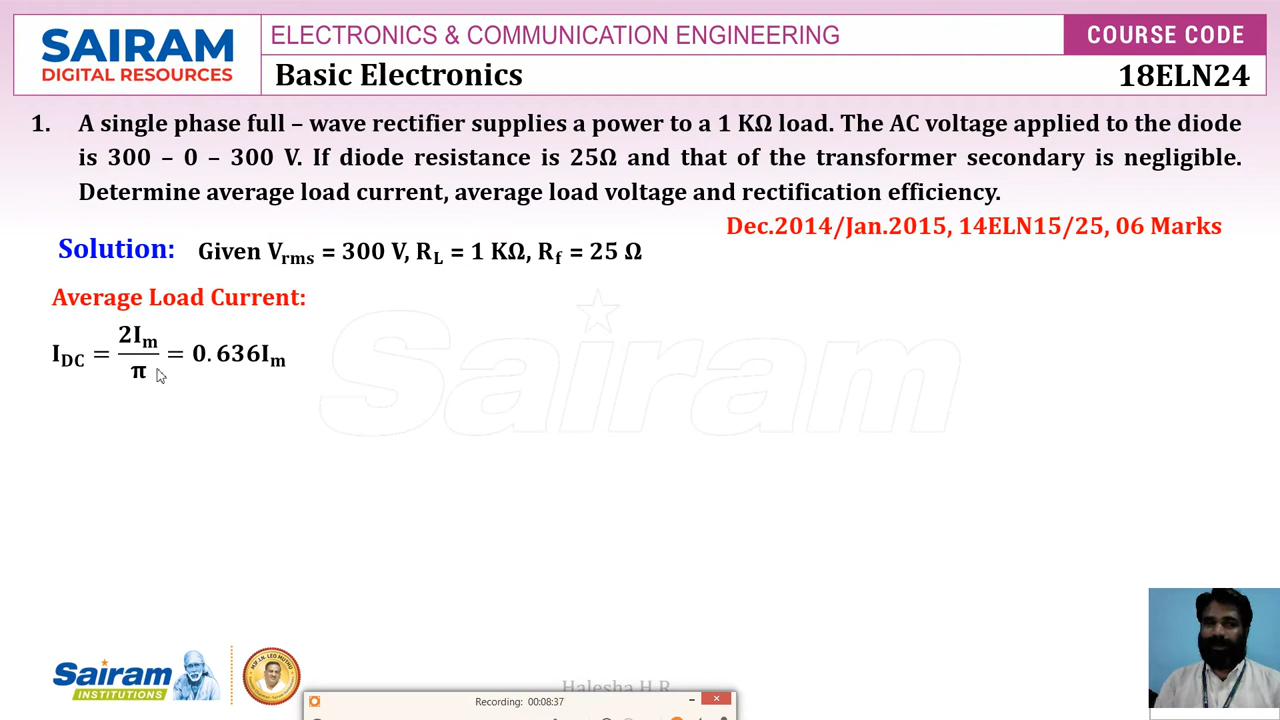 SAIRAM
DIGITAL RESOURCES
ELECTRONICS & COMMUNICATION ENGINEERING
COURSE CODE
Basic Electronics
18ELN24
1. A single phase full – wave rectifier supplies a power to a 1 KΩ load. The AC voltage applied to the diode
is 300 – 0 – 300 V. If diode resistance is 25Ω and that of the transformer secondary is negligible.
Determine average load current, average load voltage and rectification efficiency.
Dec.2014/Jan.2015, 14ELN15/25, 06 Marks
Solution: Given Vrms = 300 V, RL = 1 KΩ, Rf = 25 Ω
Average Load Current:
IDC = 2Im/π = 0.636Im
Sairam
Sairam
INSTITUTIONS
Halesha H R
Recording: 00:08:37